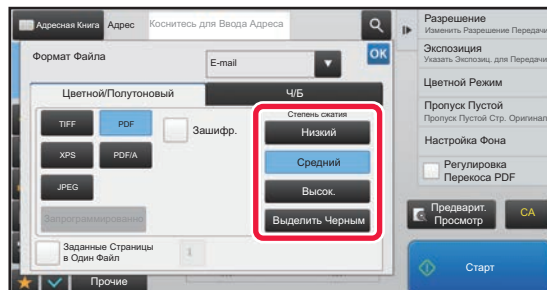 Адресная Книга
Адрес
Коснитесь для Ввода Адреса
Формат Файла
E-mail
OK
Цветной/Полутоновый
Ч/Б
TIFF
PDF
Зашифр.
XPS
PDF/A
JPEG
Запрограммированно
Степень сжатия
Низкий
Средний
Высок.
Выделить Черным
Заданные Страницы
в Один Файл
1
Прочие
Разрешение
Изменить Разрешение Передачи
Экспозиция
Указать Экспозиц. для Передачи
Цветной Режим
Пропуск Пустой
Пропуск Пустой Стр. Оригинала
Настройка Фона
Регулировка
Перекоса PDF
Предварит.
Просмотр
CA
Старт